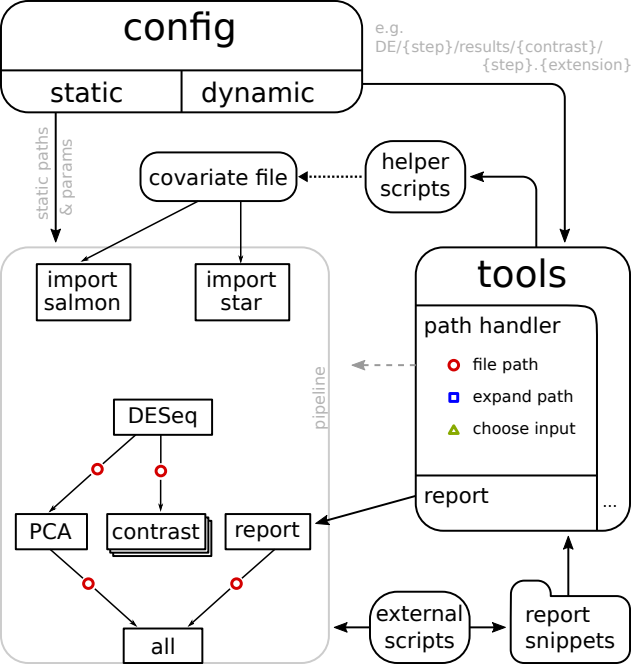 config
static
dynamic
e.g.
DE/{step}/results/{contrast}/
{step}.{extension}
static paths
& params
covariate file
helper
scripts
import
salmon
import
star
tools
path handler
file path
expand path
choose input
report
...
pipeline
DESeq
PCA
contrast
report
all
external
scripts
report
snippets